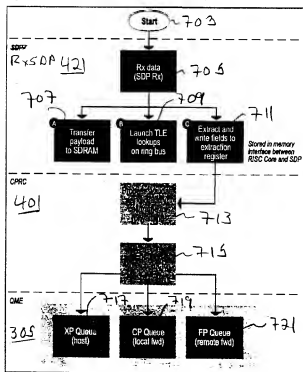 Start 703
SDP
RxSDP 421
Rx data
(SDP Rx)
705
707
709
711
A
B
C
Transfer
payload
to SDRAM
Launch TLE
lookups
on ring bus
Extract and
write fields to
extraction
register
Stored in memory
interface between
RISC Core and SDP
CPRC
401
713
715
QME
305
717
719
721
XP Queue
(host)
CP Queue
(local fwd)
FP Queue
(remote fwd)